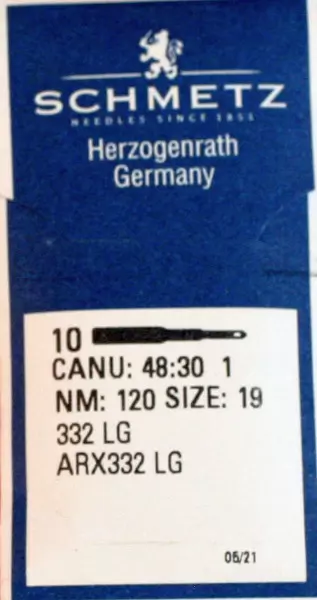 SCHMETZ
NEEDLES SINCE 1851
Herzogenrath
Germany
10
CANU: 48:30 1
NM: 120 SIZE: 19
332 LG
ARX332 LG
06/21